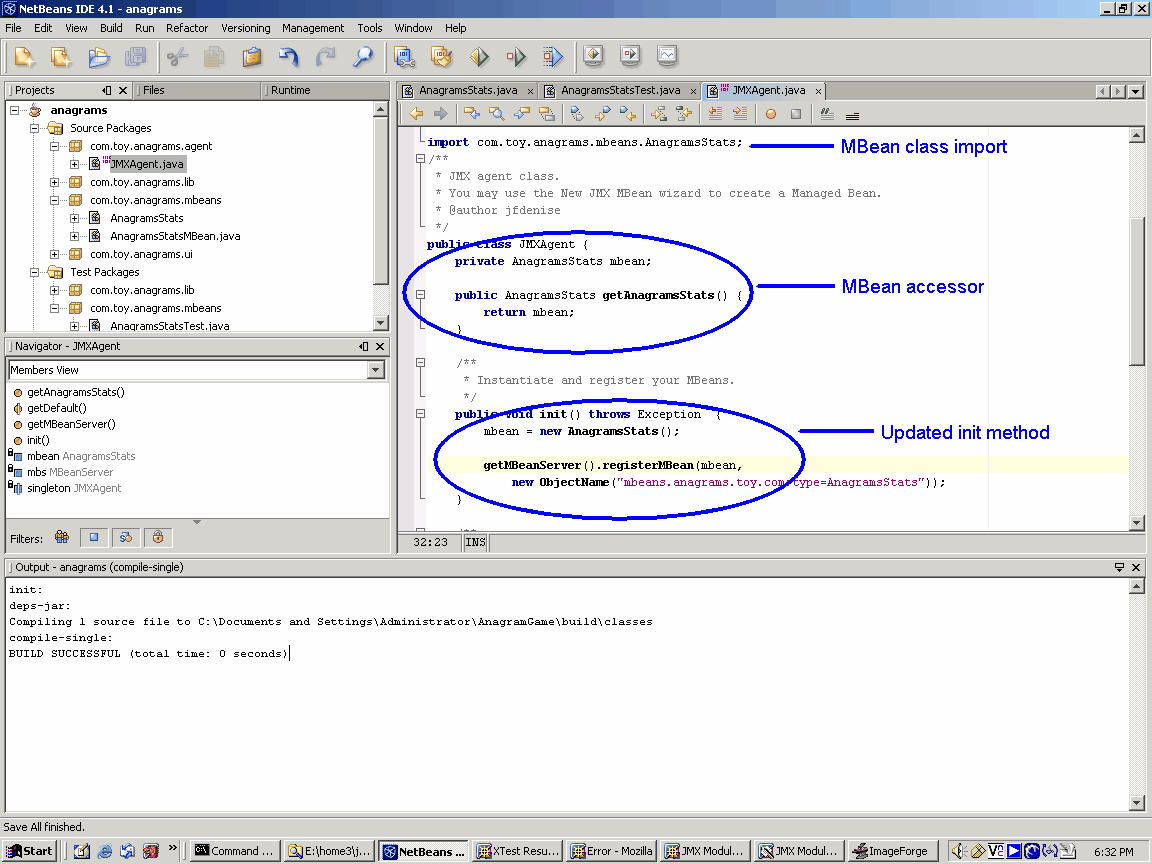 NetBeans IDE 4.1 - anagrams
File Edit View Build Run Refactor Versioning Management Tools Window Help
Projects
Files
Runtime
anagrams
Source Packages
com.toy.anagrams.agent
JMXAgent.java
com.toy.anagrams.lib
com.toy.anagrams.mbeans
AnagramsStats
AnagramsStatsMBean.java
com.toy.anagrams.ui
Test Packages
com.toy.anagrams.lib
com.toy.anagrams.mbeans
AnagramsStatsTest.java
Navigator - JMXAgent
Members View
getAnagramsStats()
getDefault()
getMBeanServer()
init()
mbean AnagramsStats
mbs MBeanServer
singleton JMXAgent
Filters:
AnagramsStats.java
AnagramsStatsTest.java
JMXAgent.java
import com.toy.anagrams.mbeans.AnagramsStats;
MBean class import
/**
* JMX agent class.
* You may use the New JMX MBean wizard to create a Managed Bean.
* @author jfdenise
*/
public class JMXAgent {
private AnagramsStats mbean;
public AnagramsStats getAnagramsStats() {
MBean accessor
return mbean;
}
/**
* Instantiate and register your MBeans.
*/
public void init() throws Exception {
mbean = new AnagramsStats();
Updated init method
getMBeanServer().registerMBean(mbean,
new ObjectName("mbeans.anagrams.toy.com:type=AnagramsStats"));
}
32:23 INS
Output - anagrams (compile-single)
init:
deps-jar:
Compiling 1 source file to C:\Documents and Settings\Administrator\AnagramGame\build\classes
compile-single:
BUILD SUCCESSFUL (total time: 0 seconds)
Save All finished.
Start
Command ...
E:\home3\j...
NetBeans ...
XTest Resu...
Error - Mozilla
JMX Modul...
JMX Modul...
ImageForge
6:32 PM